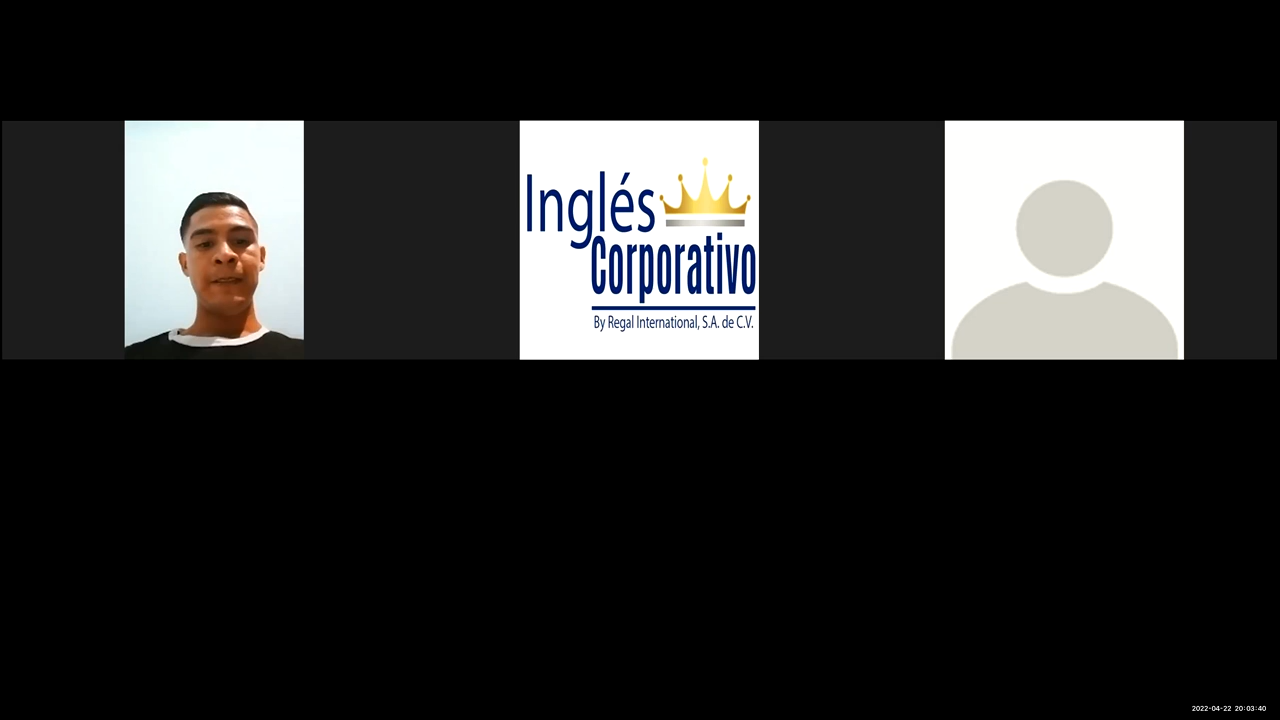 Inglés
Corporativo
By Regal International, S.A. de C.V.
2022-04-22 20:03:40